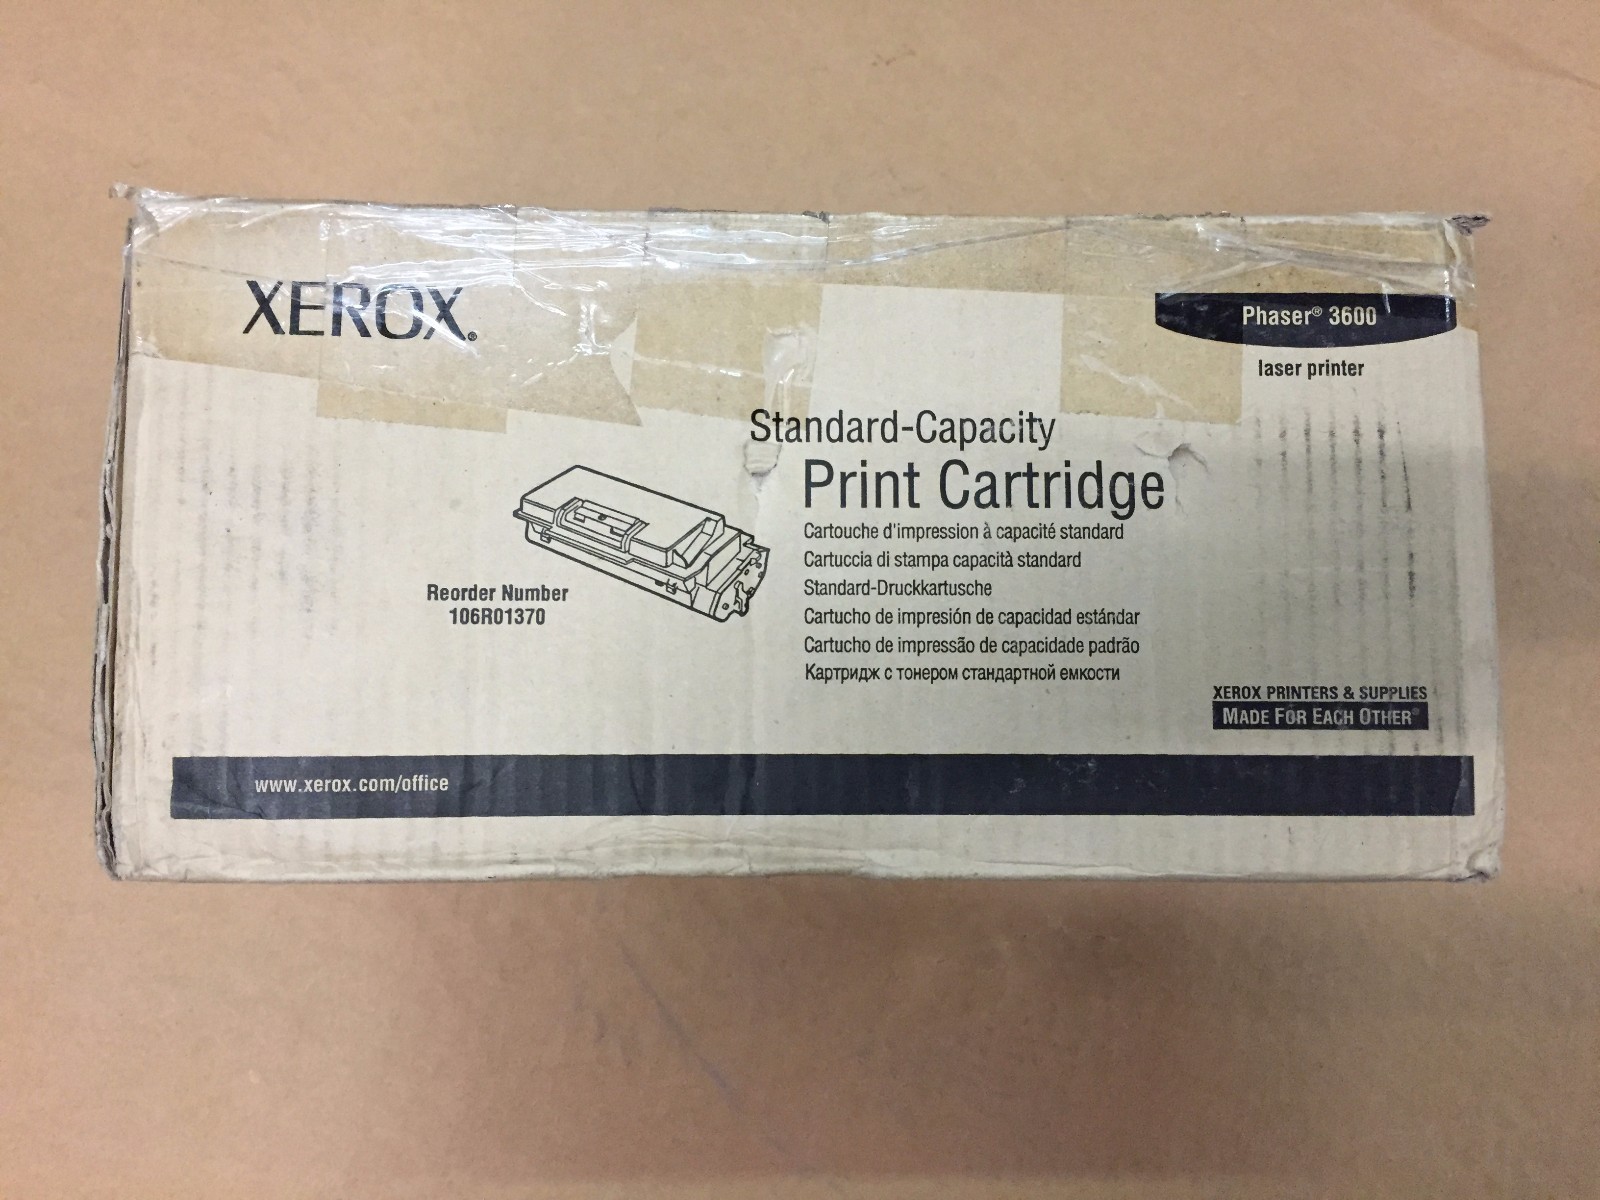 XEROX®
Phaser® 3600
laser printer
Standard-Capacity
Print Cartridge
Cartouche d'impression à capacité standard
Cartuccia di stampa capacità standard
Standard-Druckkartusche
Cartucho de impresión de capacidad estándar
Cartucho de impressão de capacidade padrão
Картридж с тонером стандартной емкости
Reorder Number
106R01370
XEROX PRINTERS & SUPPLIES
MADE FOR EACH OTHER®
www.xerox.com/office